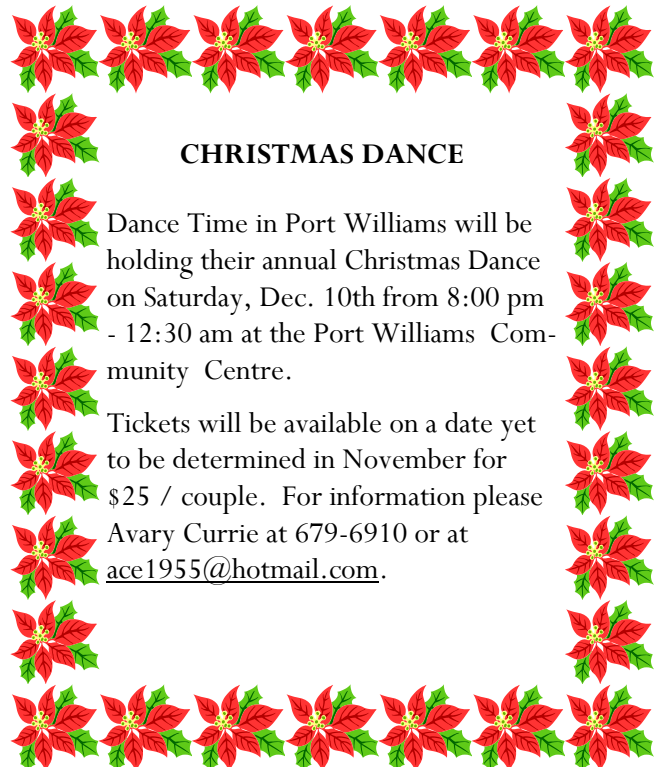 CHRISTMAS DANCE
Dance Time in Port Williams will be
holding their annual Christmas Dance
on Saturday, Dec. 10th from 8:00 pm
- 12:30 am at the Port Williams  Com-
munity  Centre.
Tickets will be available on a date yet
to be determined in November for
$25 / couple.  For information please
Avary Currie at 679-6910 or at
ace1955@hotmail.com.